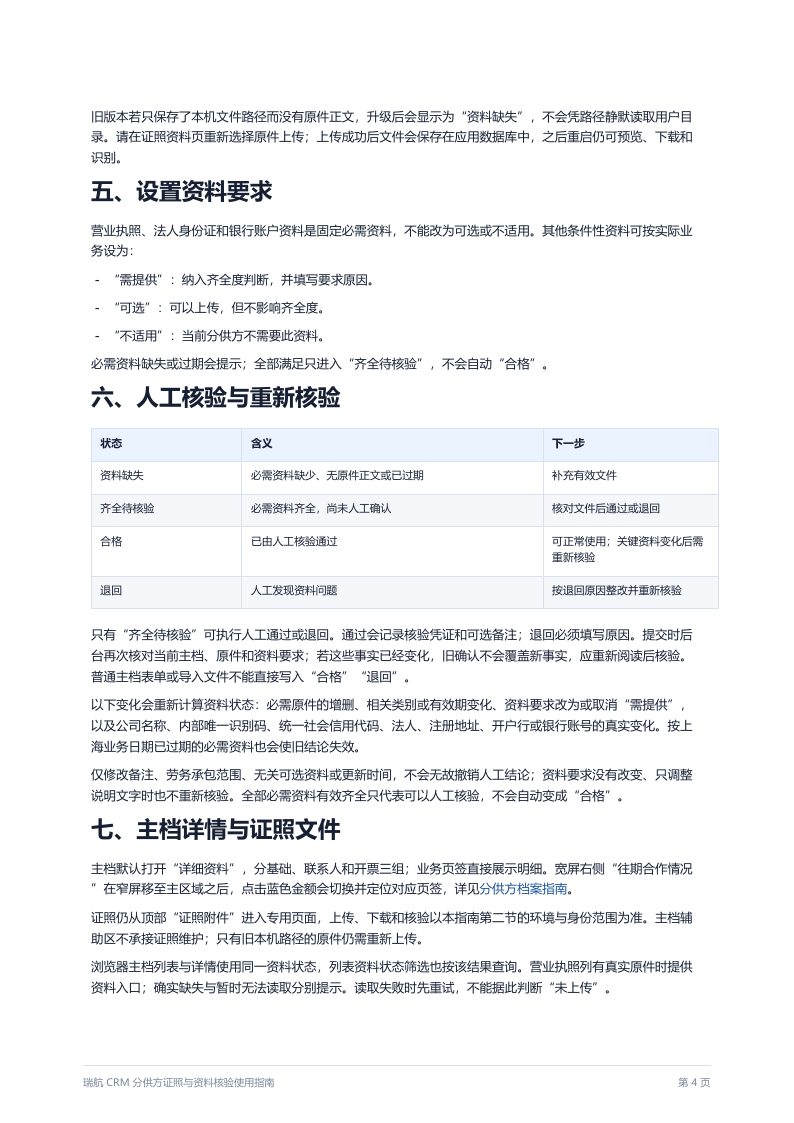 旧版本若只保存了本机文件路径而没有原件正文，升级后会显示为“资料缺失”，不会凭路径静默读取用户目
录。请在证照资料页重新选择原件上传；上传成功后文件会保存在应用数据库中，之后重启仍可预览、下载和
识别。
五、设置资料要求
营业执照、法人身份证和银行账户资料是固定必需资料，不能改为可选或不适用。其他条件性资料可按实际业
务设为：
- “需提供”：纳入齐全度判断，并填写要求原因。
- “可选”：可以上传，但不影响齐全度。
- “不适用”：当前分供方不需要此资料。
必需资料缺失或过期会提示；全部满足只进入“齐全待核验”，不会自动“合格”。
六、人工核验与重新核验
状态 含义 下一步
资料缺失 必需资料缺少、无原件正文或已过期 补充有效文件
齐全待核验 必需资料齐全，尚未人工确认 核对文件后通过或退回
合格 已由人工核验通过 可正常使用；关键资料变化后需
重新核验
退回 人工发现资料问题 按退回原因整改并重新核验
只有“齐全待核验”可执行人工通过或退回。通过会记录核验凭证和可选备注；退回必须填写原因。提交时后
台再次核对当前主档、原件和资料要求；若这些事实已经变化，旧确认不会覆盖新事实，应重新阅读后核验。
普通主档表单或导入文件不能直接写入“合格”“退回”。
以下变化会重新计算资料状态：必需原件的增删、相关类别或有效期变化、资料要求改为或取消“需提供”，
以及公司名称、内部唯一识别码、统一社会信用代码、法人、注册地址、开户行或银行账号的真实变化。按上
海业务日期已过期的必需资料也会使旧结论失效。
仅修改备注、劳务承包范围、无关可选资料或更新时间，不会无故撤销人工结论；资料要求没有改变、只调整
说明文字时也不重新核验。全部必需资料有效齐全只代表可以人工核验，不会自动变成“合格”。
七、主档详情与证照文件
主档默认打开“详细资料”，分基础、联系人和开票三组；业务页签直接展示明细。宽屏右侧“往期合作情况
”在窄屏移至主区域之后，点击蓝色金额会切换并定位对应页签，详见分供方档案指南。
证照仍从顶部“证照附件”进入专用页面，上传、下载和核验以本指南第二节的环境与身份范围为准。主档辅
助区不承接证照维护；只有旧本机路径的原件仍需重新上传。
浏览器主档列表与详情使用同一资料状态，列表资料状态筛选也按该结果查询。营业执照列有真实原件时提供
资料入口；确实缺失与暂时无法读取分别提示。读取失败时先重试，不能据此判断“未上传”。
瑞航 CRM 分供方证照与资料核验使用指南 第 4 页